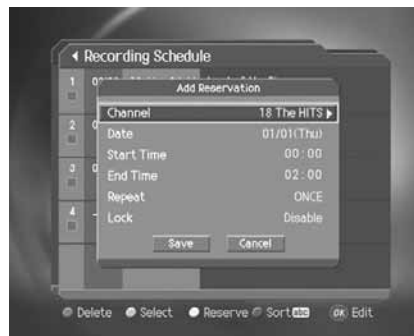 Recording Schedule
Add Reservation
1
Channel 18 The HITS
2
Date 01/01(Thu)
Start Time 00:00
3
End Time 02:00
Repeat ONCE
4
Lock Disable
Save Cancel
Delete Select Reserve Sort abc OK Edit